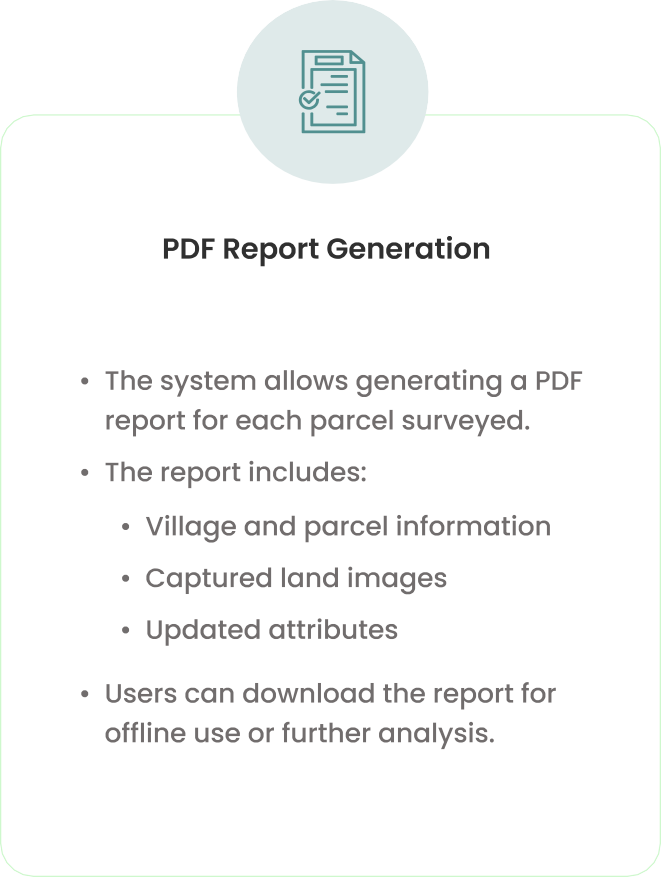 PDF Report Generation
• The system allows generating a PDF
report for each parcel surveyed.
• The report includes:
• Village and parcel information
• Captured land images
• Updated attributes
• Users can download the report for
offline use or further analysis.